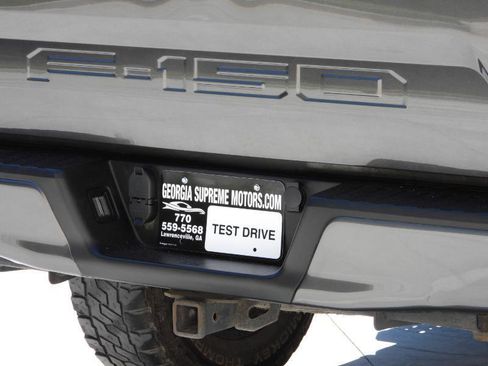 F-150
GEORGIA SUPREME MOTORS.COM
770
559-5568
Lawrenceville, GA
TEST DRIVE